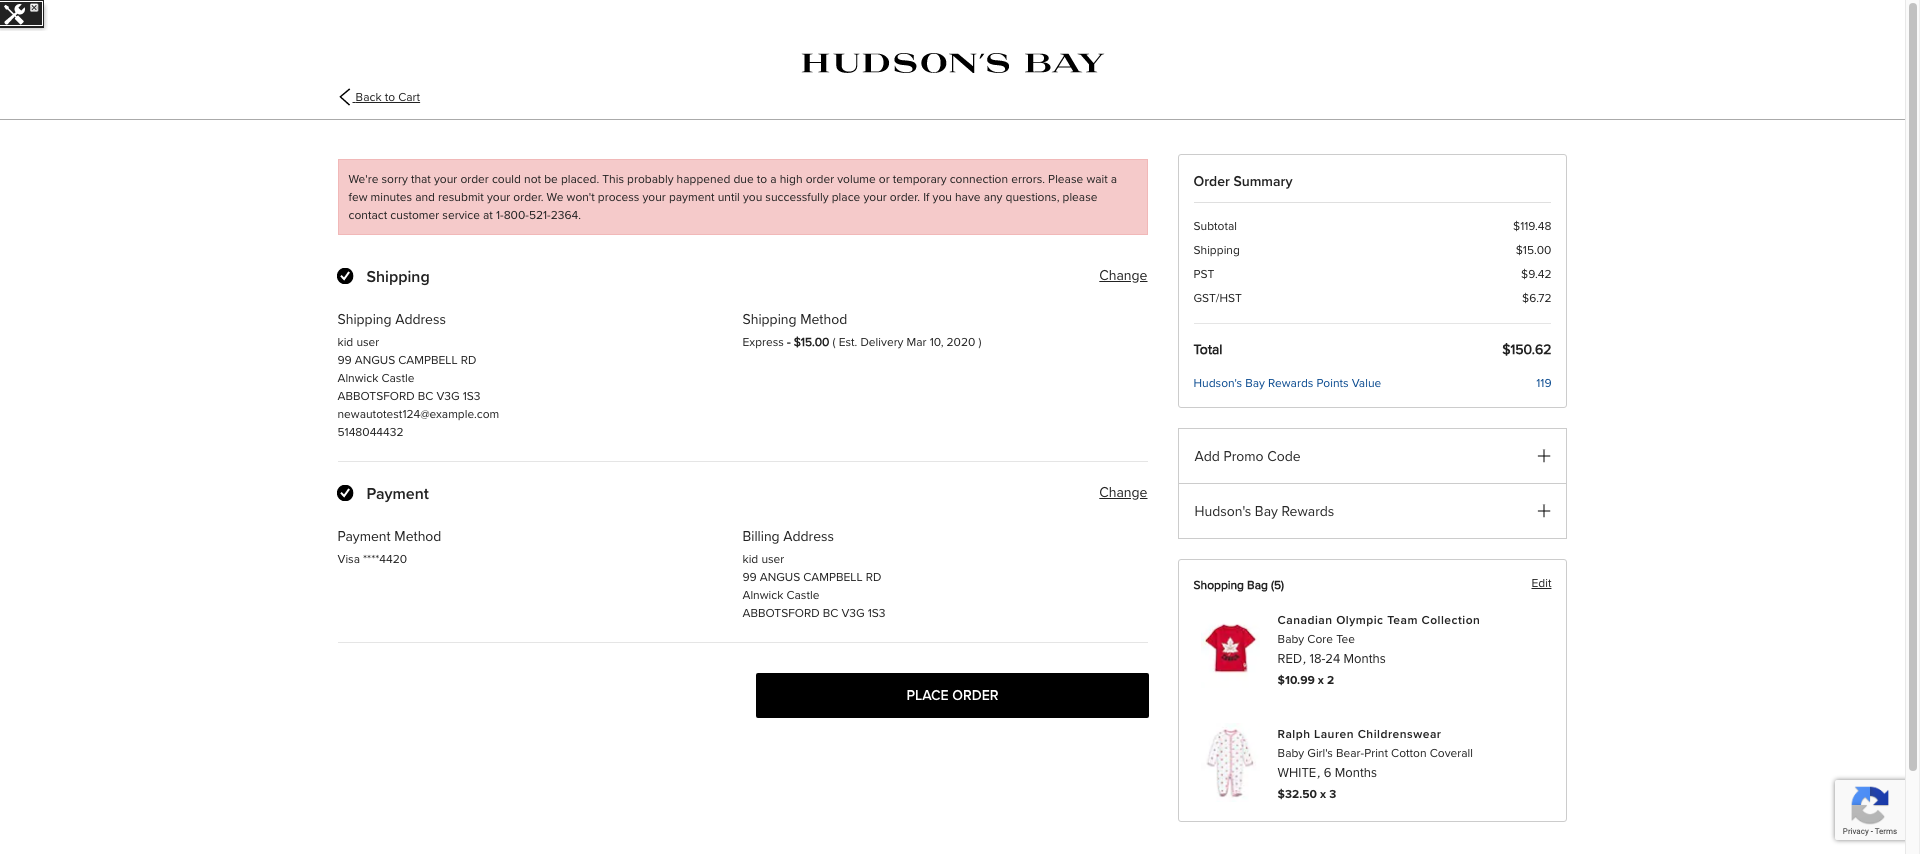 HUDSON'S BAY
Back to Cart
We're sorry that your order could not be placed. This probably happened due to a high order volume or temporary connection errors. Please wait a
few minutes and resubmit your order. We won't process your payment until you successfully place your order. If you have any questions, please
contact customer service at 1-800-521-2364.
Shipping
Change
Shipping Address
kid user
99 ANGUS CAMPBELL RD
Alnwick Castle
ABBOTSFORD BC V3G 1S3
newautotest124@example.com
5148044432
Shipping Method
Express - $15.00 ( Est. Delivery Mar 10, 2020 )
Payment
Change
Payment Method
Visa ****4420
Billing Address
kid user
99 ANGUS CAMPBELL RD
Alnwick Castle
ABBOTSFORD BC V3G 1S3
PLACE ORDER
Order Summary
Subtotal $119.48
Shipping $15.00
PST $9.42
GST/HST $6.72
Total $150.62
Hudson's Bay Rewards Points Value 119
Add Promo Code
Hudson's Bay Rewards
Shopping Bag (5) Edit
Canadian Olympic Team Collection
Baby Core Tee
RED, 18-24 Months
$10.99 x 2
Ralph Lauren Childrenswear
Baby Girl's Bear-Print Cotton Coverall
WHITE, 6 Months
$32.50 x 3
Privacy - Terms